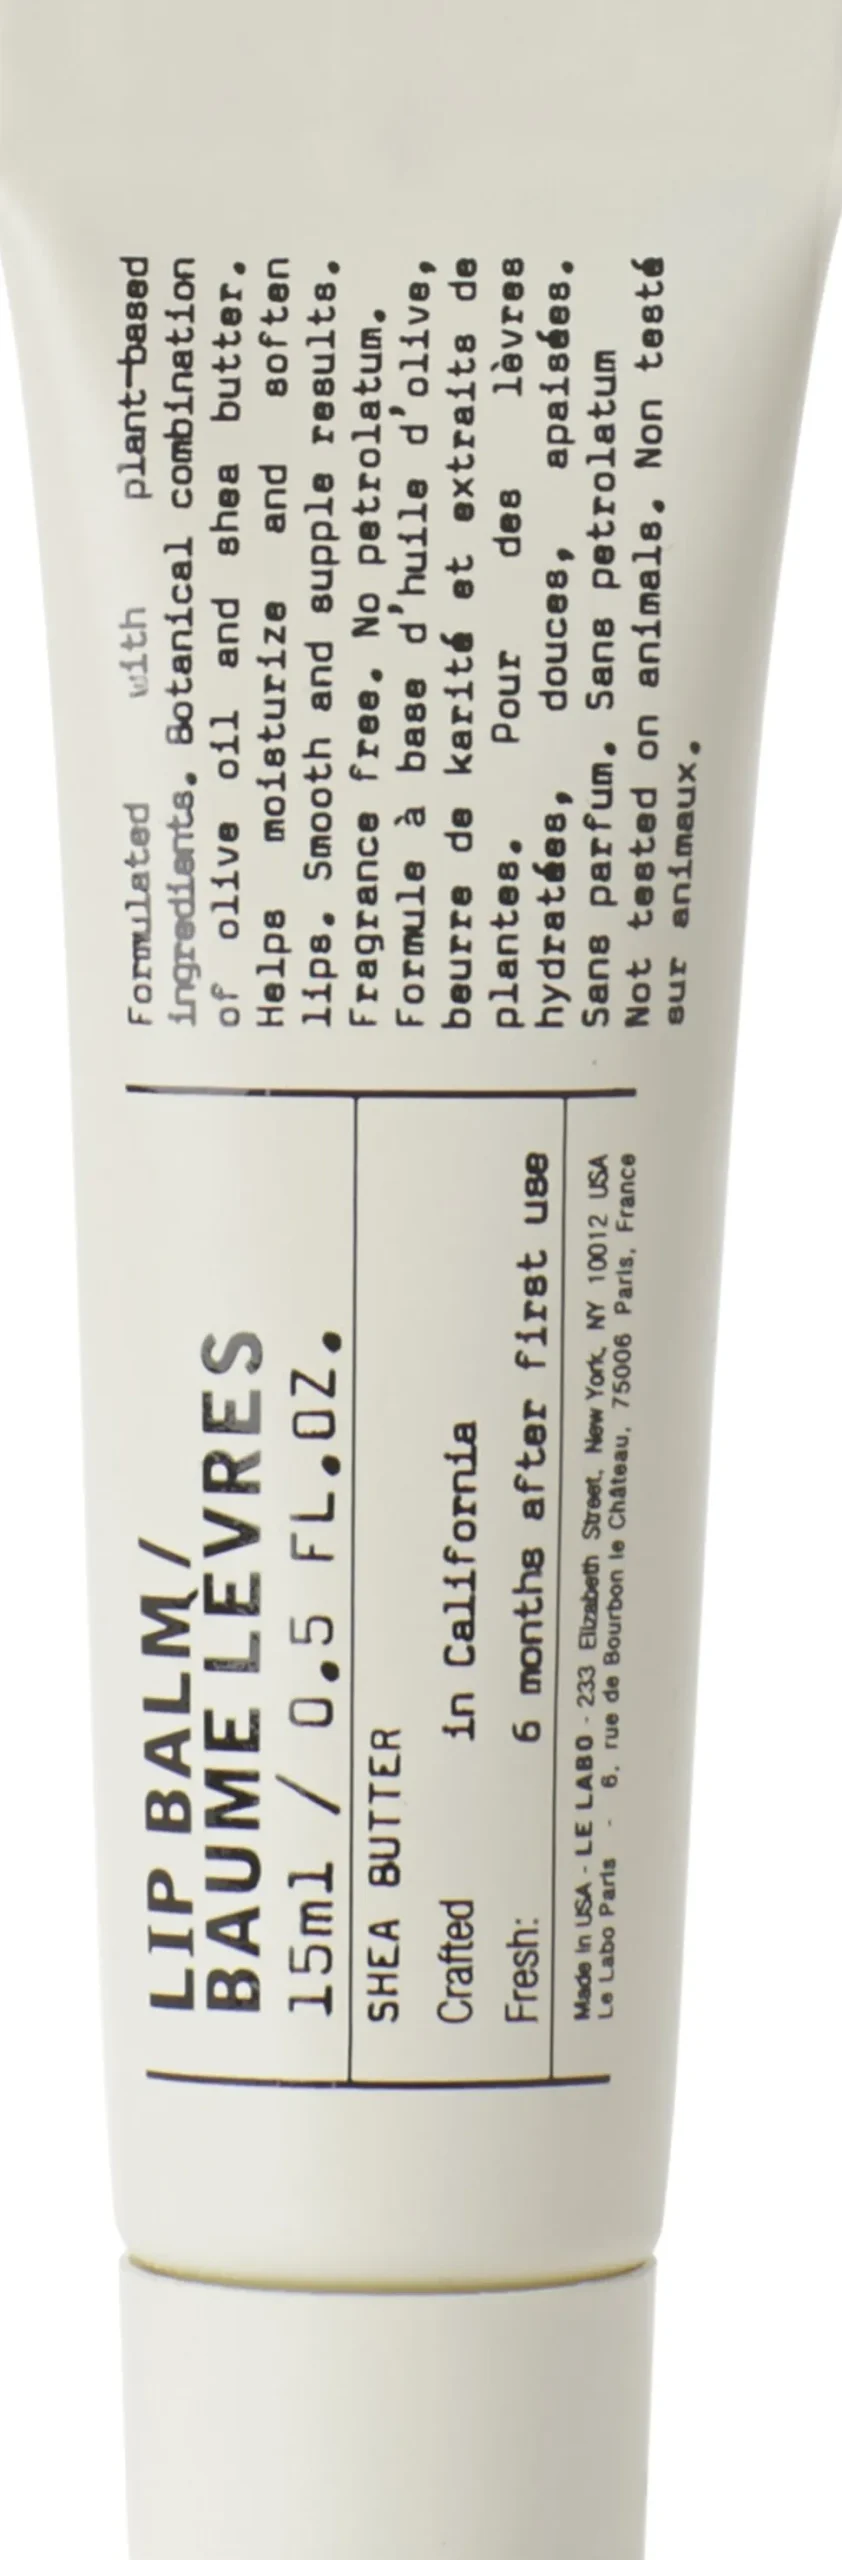 LIP BALM/
BAUME LEVRES
15ml / 0.5 FL.OZ.
SHEA BUTTER
Crafted in California
Fresh: 6 months after first use
Made in USA - LE LABO - 233 Elizabeth Street, New York, NY 10012 USA
Le Labo Paris - 6, rue de Bourbon le Château, 75006 Paris, France
Formulated with plant-based
ingredients. Botanical combination
of olive oil and shea butter.
Helps moisturize and soften
lips. Smooth and supple results.
Fragrance free. No petrolatum.
Formule à base d'huile d'olive,
beurre de karité et extraits de
plantes. Pour des lèvres
hydratées, douces, apaisées.
Sans parfum. Sans petrolatum
Not tested on animals. Non testé
sur animaux.